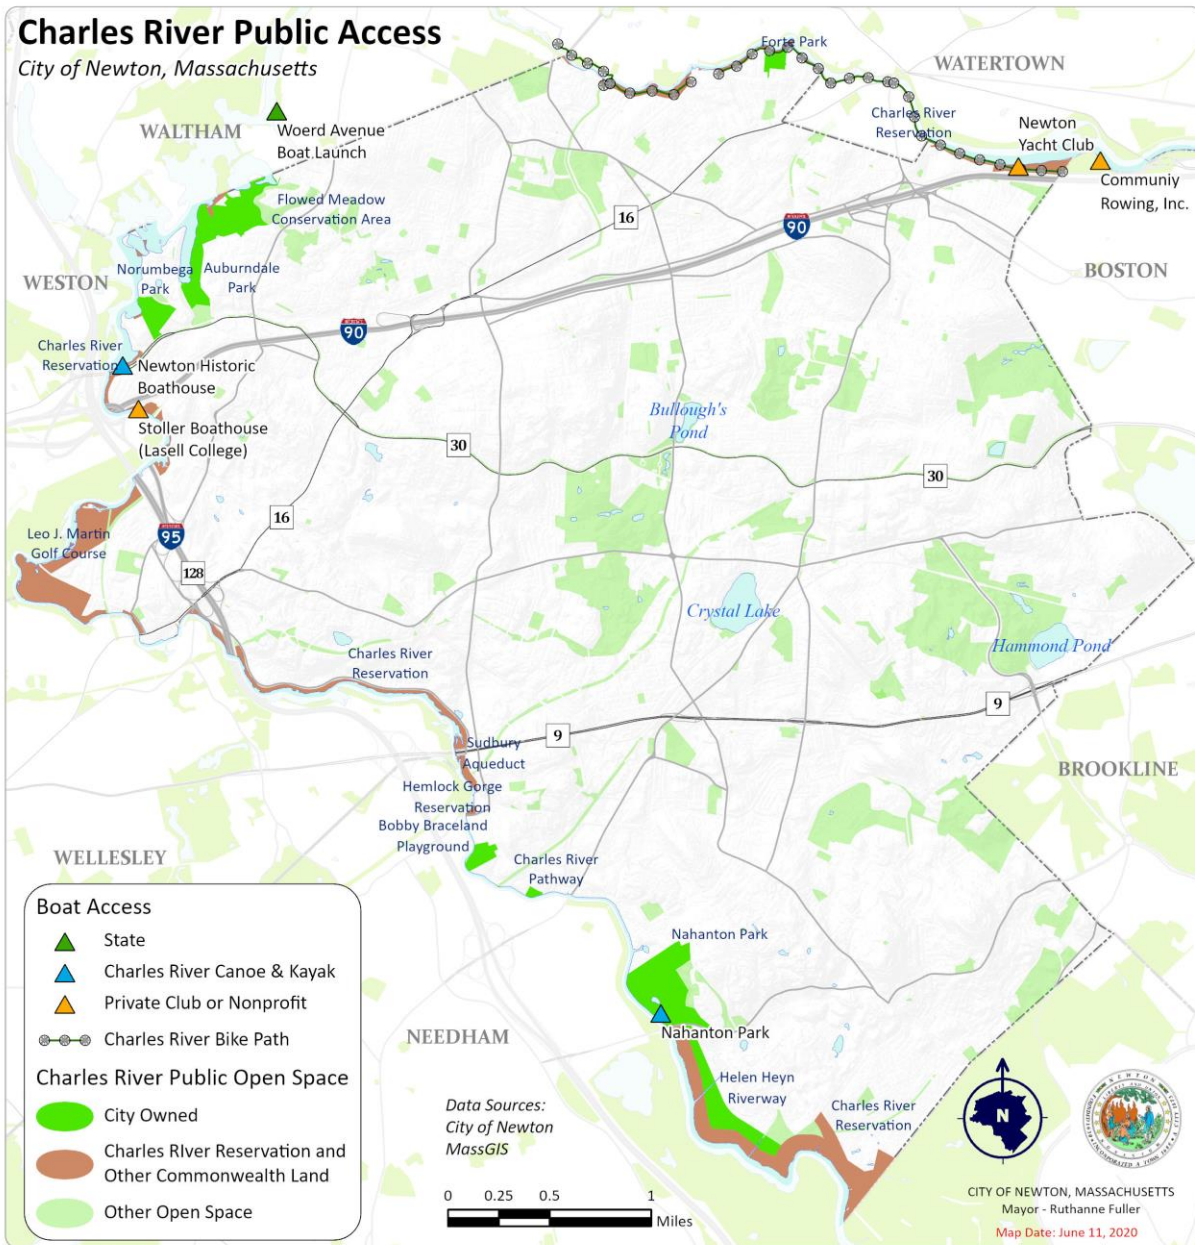 Charles River Public Access
City of Newton, Massachusetts
Forte Park
WATERTOWN
WALTHAM
Woerd Avenue
Boat Launch
Charles River
Reservation
Newton
Yacht Club
Communiy
Rowing, Inc.
Flowed Meadow
Conservation Area
16
90
WESTON
Norumbega
Park
Auburndale
Park
BOSTON
90
Charles River
Reservation
Newton Historic
Boathouse
Stoller Boathouse
(Lasell College)
Bullough's
Pond
30
30
16
Leo J. Martin
Golf Course
95
128
Crystal Lake
Hammond Pond
Charles River
Reservation
9
9
Sudbury
Aqueduct
BROOKLINE
Hemlock Gorge
Reservation
Bobby Braceland
Playground
WELLESLEY
Charles River
Pathway
Nahanton Park
NEEDHAM
Nahanton Park
Helen Heyn
Riverway
Charles River
Reservation
Boat Access
State
Charles River Canoe & Kayak
Private Club or Nonprofit
Charles River Bike Path
Charles River Public Open Space
City Owned
Charles RIver Reservation and
Other Commonwealth Land
Other Open Space
Data Sources:
City of Newton
MassGIS
0 0.25 0.5 1
Miles
N
CITY OF NEWTON, MASSACHUSETTS
Mayor - Ruthanne Fuller
Map Date: June 11, 2020